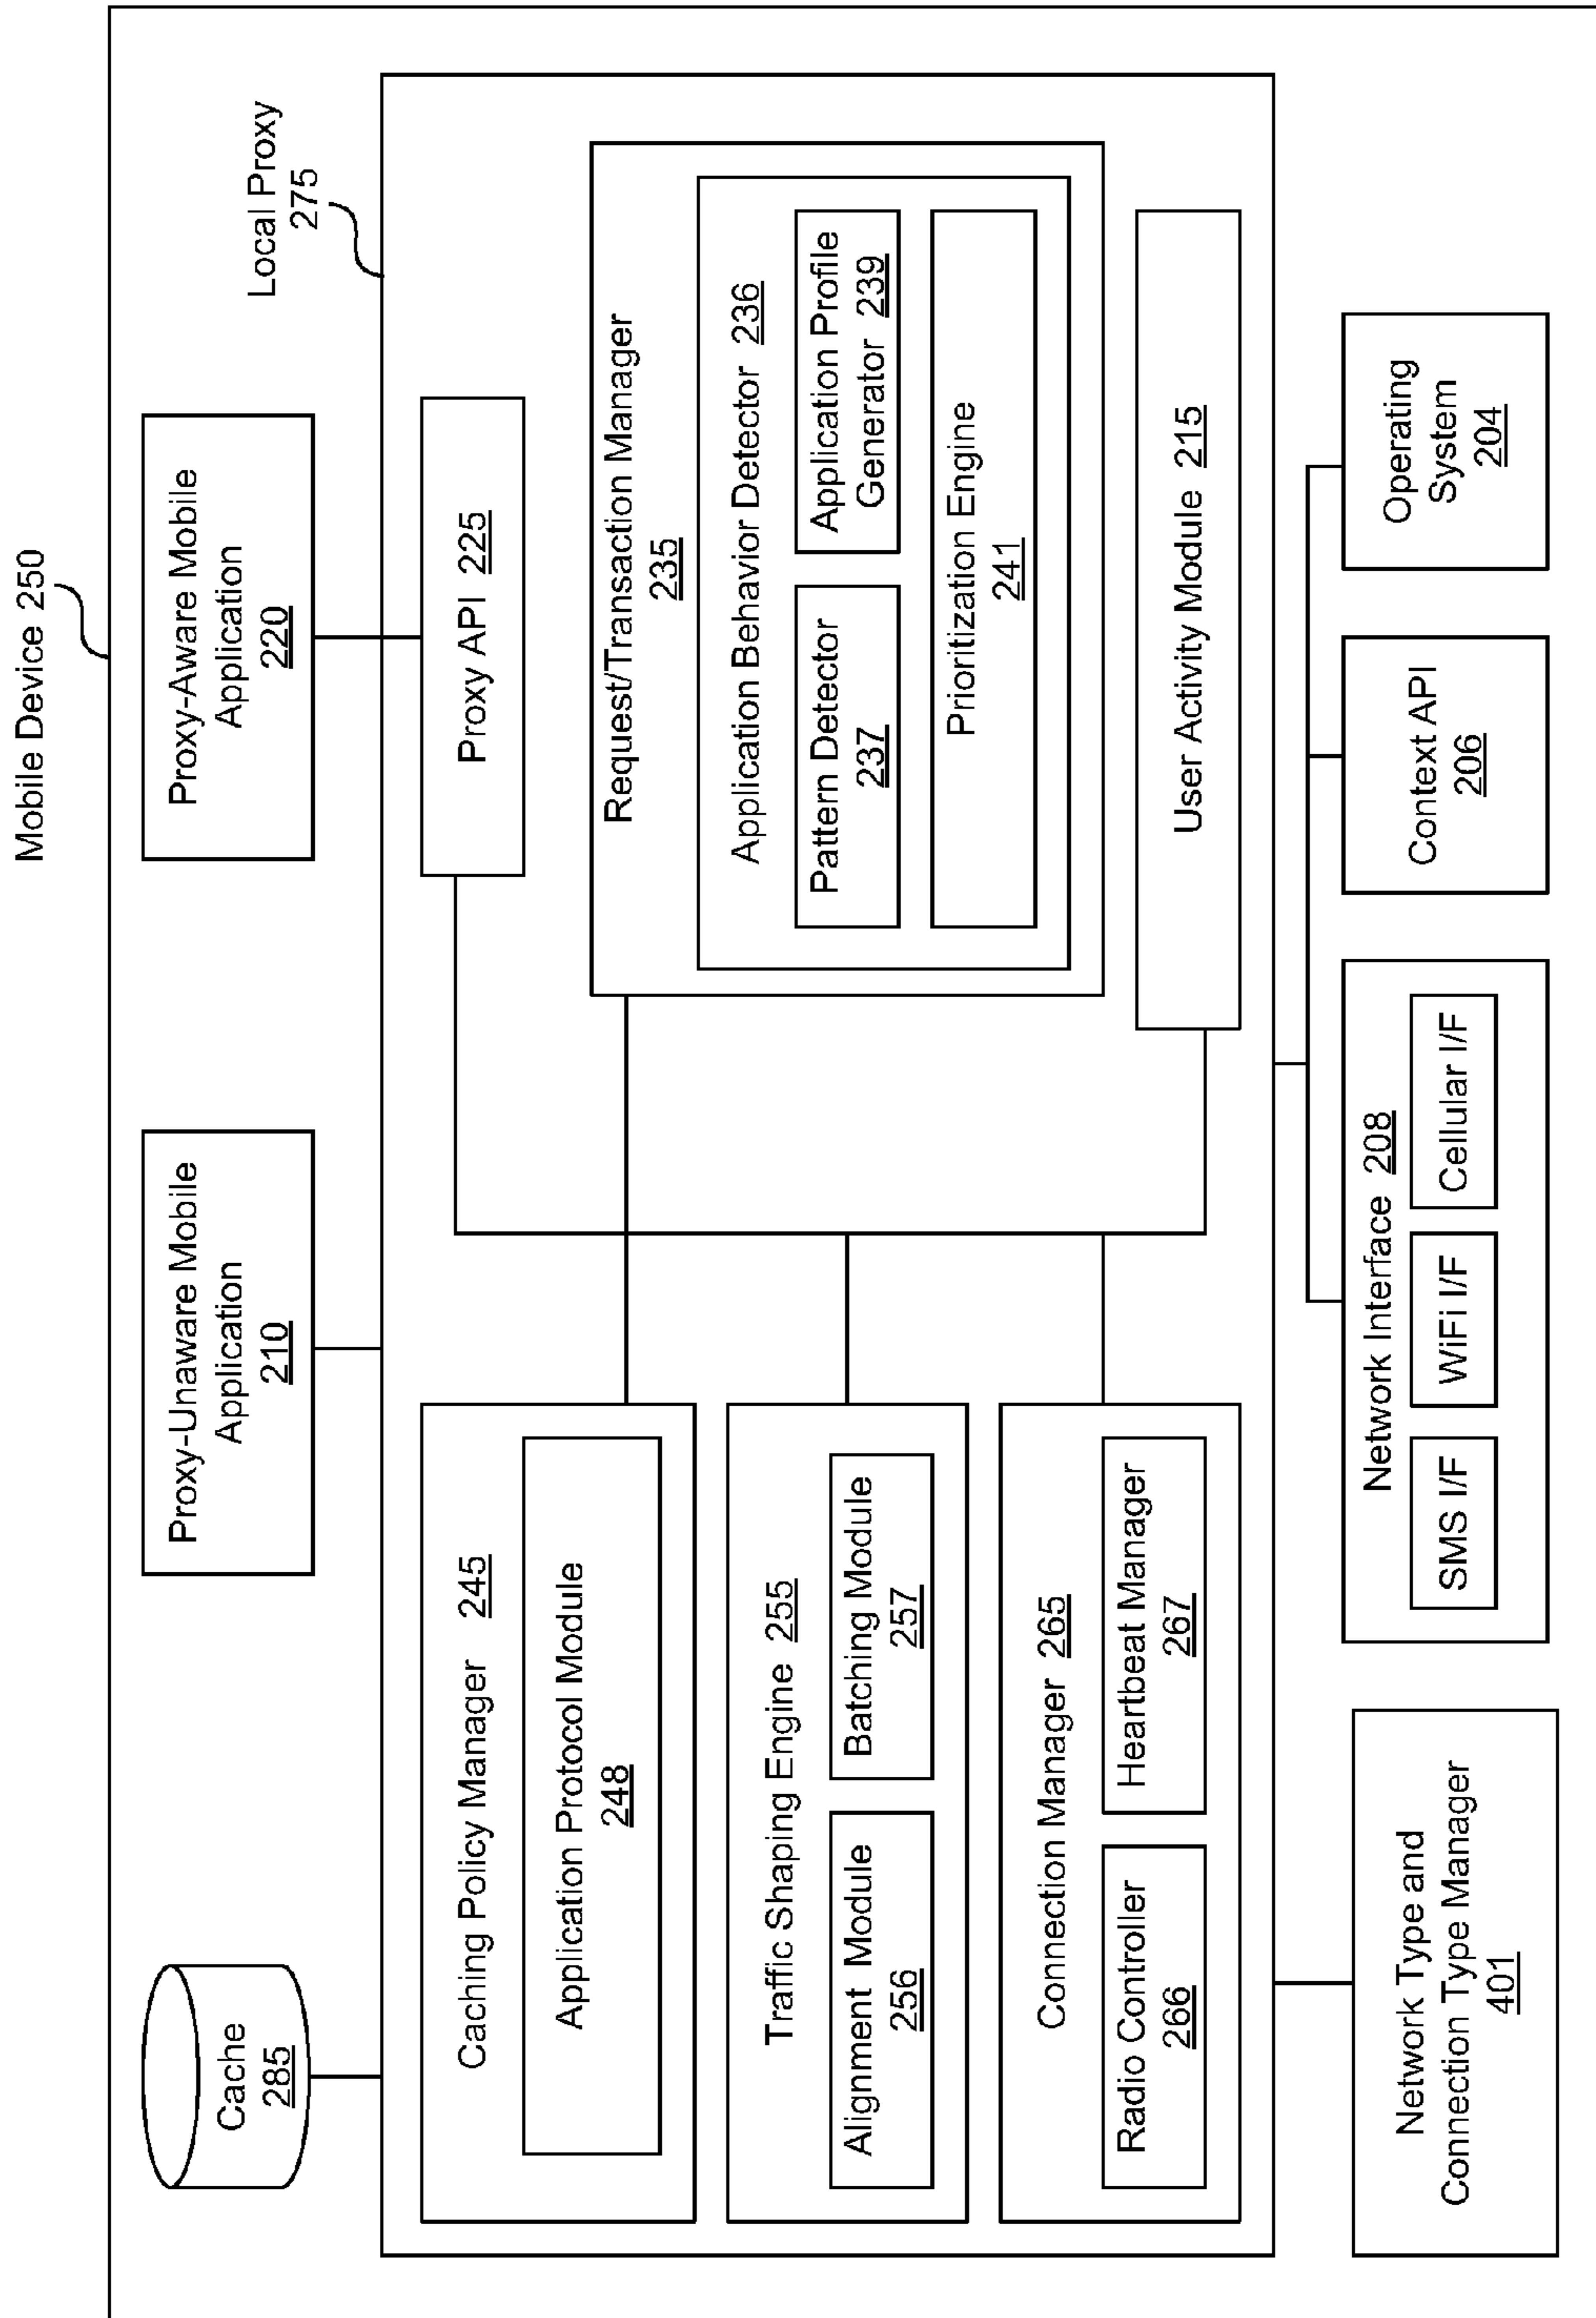 Mobile Device 250
Local Proxy
275
Cache
285
Proxy-Unaware Mobile
Application
210
Proxy-Aware Mobile
Application
220
Caching Policy Manager 245
Application Protocol Module
248
Proxy API 225
Traffic Shaping Engine 255
Alignment Module
256
Batching Module
257
Request/Transaction Manager
235
Application Behavior Detector 236
Pattern Detector
237
Application Profile
Generator 239
Prioritization Engine
241
Connection Manager 265
Radio Controller
266
Heartbeat Manager
267
User Activity Module 215
Network Type and
Connection Type Manager
401
Network Interface 208
SMS I/F
WiFi I/F
Cellular I/F
Context API
206
Operating
System
204